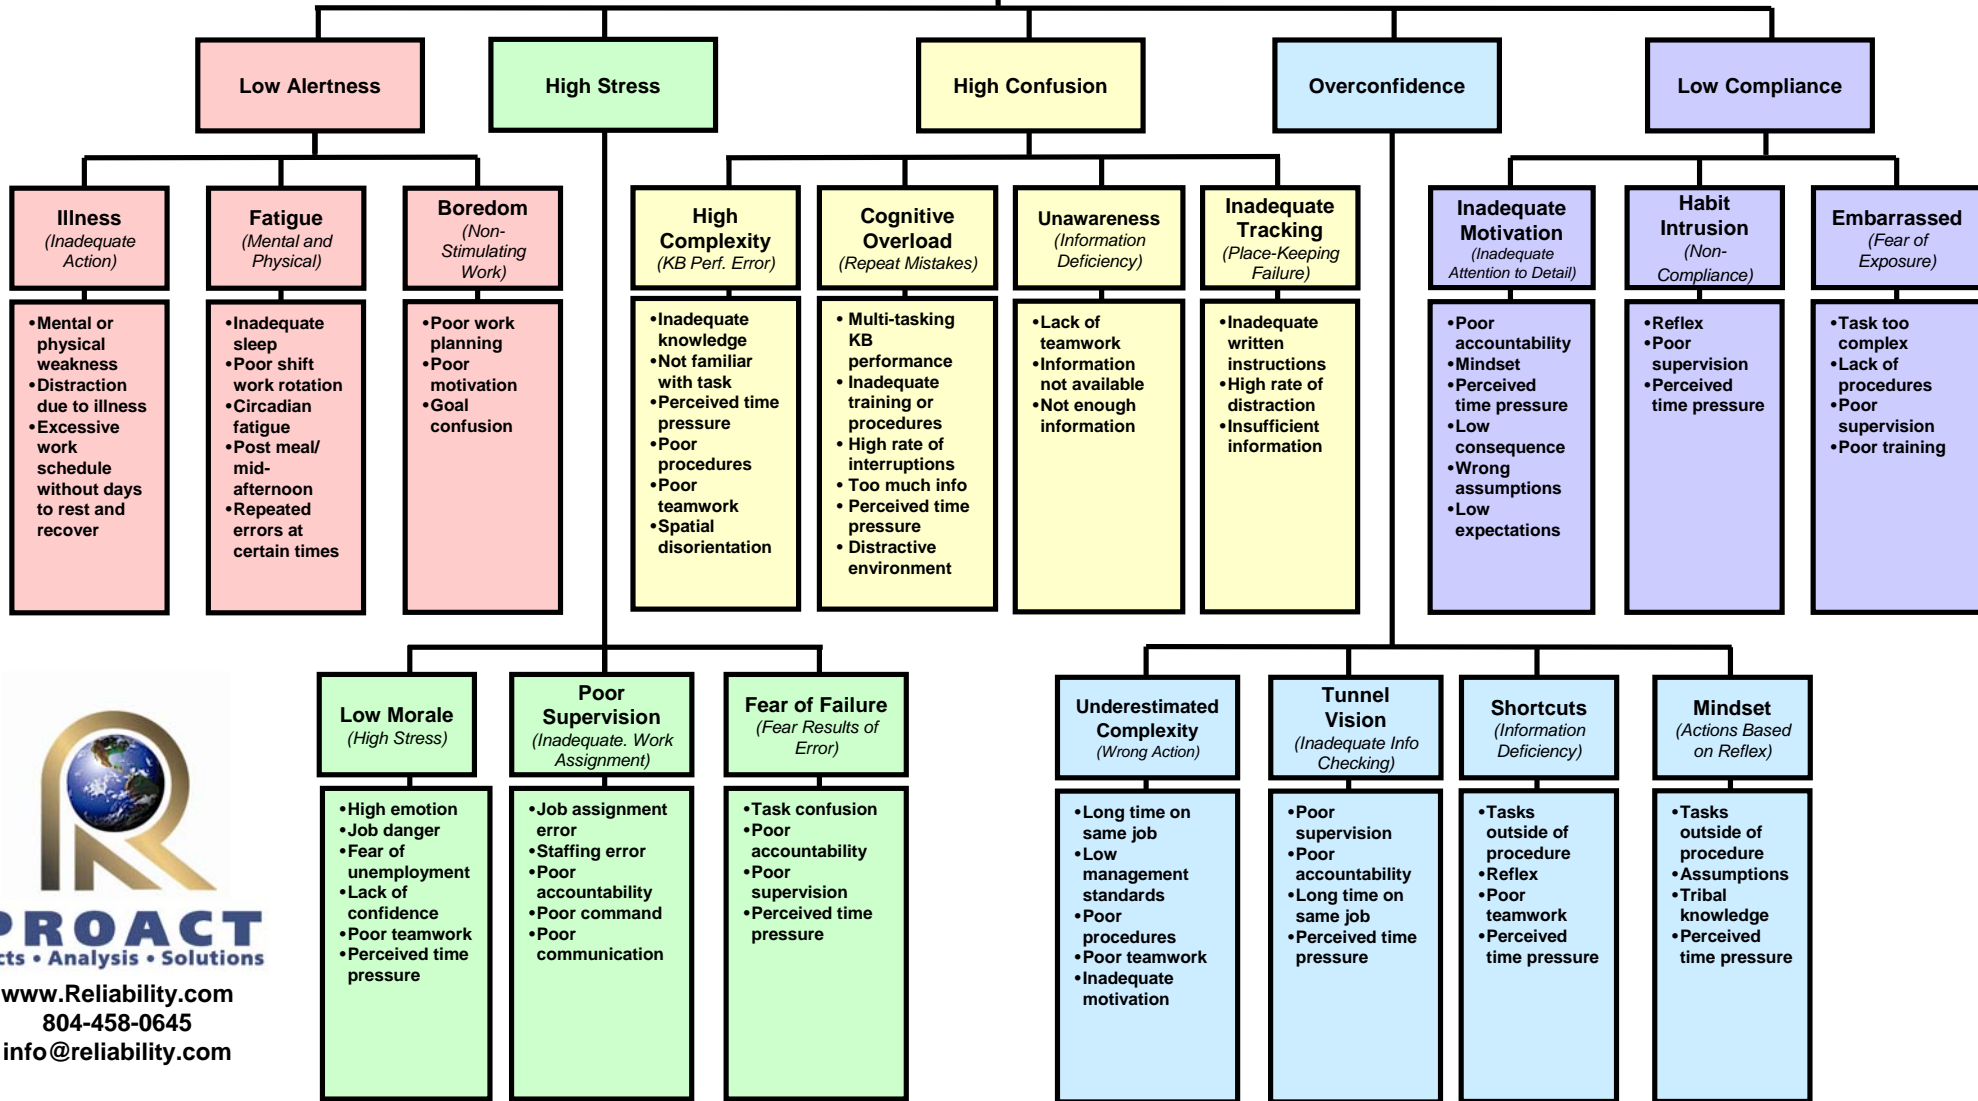 Low Alertness
High Stress
High Confusion
Overconfidence
Low Compliance
Illness
(Inadequate
Action)
Fatigue
(Mental and
Physical)
Boredom
(Non-
Stimulating
Work)
High
Complexity
(KB Perf. Error)
Cognitive
Overload
(Repeat Mistakes)
Unawareness
(Information
Deficiency)
Inadequate
Tracking
(Place-Keeping
Failure)
Inadequate
Motivation
(Inadequate
Attention to Detail)
Habit
Intrusion
(Non-
Compliance)
Embarrassed
(Fear of
Exposure)
•Mental or
physical
weakness
•Distraction
due to illness
•Excessive
work
schedule
without days
to rest and
recover
•Inadequate
sleep
•Poor shift
work rotation
•Circadian
fatigue
•Post meal/
mid-
afternoon
•Repeated
errors at
certain times
•Poor work
planning
•Poor
motivation
•Goal
confusion
•Inadequate
knowledge
•Not familiar
with task
•Perceived time
pressure
•Poor
procedures
•Poor
teamwork
•Spatial
disorientation
• Multi-tasking
KB
performance
• Inadequate
training or
procedures
• High rate of
interruptions
• Too much info
• Perceived time
pressure
• Distractive
environment
•Lack of
teamwork
•Information
not available
•Not enough
information
•Inadequate
written
instructions
•High rate of
distraction
•Insufficient
information
•Poor
accountability
•Mindset
•Perceived
time pressure
•Low
consequence
•Wrong
assumptions
•Low
expectations
•Reflex
•Poor
supervision
•Perceived
time pressure
•Task too
complex
•Lack of
procedures
•Poor
supervision
•Poor training
Low Morale
(High Stress)
Poor
Supervision
(Inadequate. Work
Assignment)
Fear of Failure
(Fear Results of
Error)
Underestimated
Complexity
(Wrong Action)
Tunnel
Vision
(Inadequate Info
Checking)
Shortcuts
(Information
Deficiency)
Mindset
(Actions Based
on Reflex)
•High emotion
•Job danger
•Fear of
unemployment
•Lack of
confidence
•Poor teamwork
•Perceived time
pressure
•Job assignment
error
•Staffing error
•Poor
accountability
•Poor command
•Poor
communication
•Task confusion
•Poor
accountability
•Poor
supervision
•Perceived time
pressure
•Long time on
same job
•Low
management
standards
•Poor
procedures
•Poor teamwork
•Inadequate
motivation
•Poor
supervision
•Poor
accountability
•Long time on
same job
•Perceived time
pressure
•Tasks
outside of
procedure
•Reflex
•Poor
teamwork
•Perceived
time pressure
•Tasks
outside of
procedure
•Assumptions
•Tribal
knowledge
•Perceived
time pressure
PROACT
cts • Analysis • Solutions
www.Reliability.com
804-458-0645
info@reliability.com